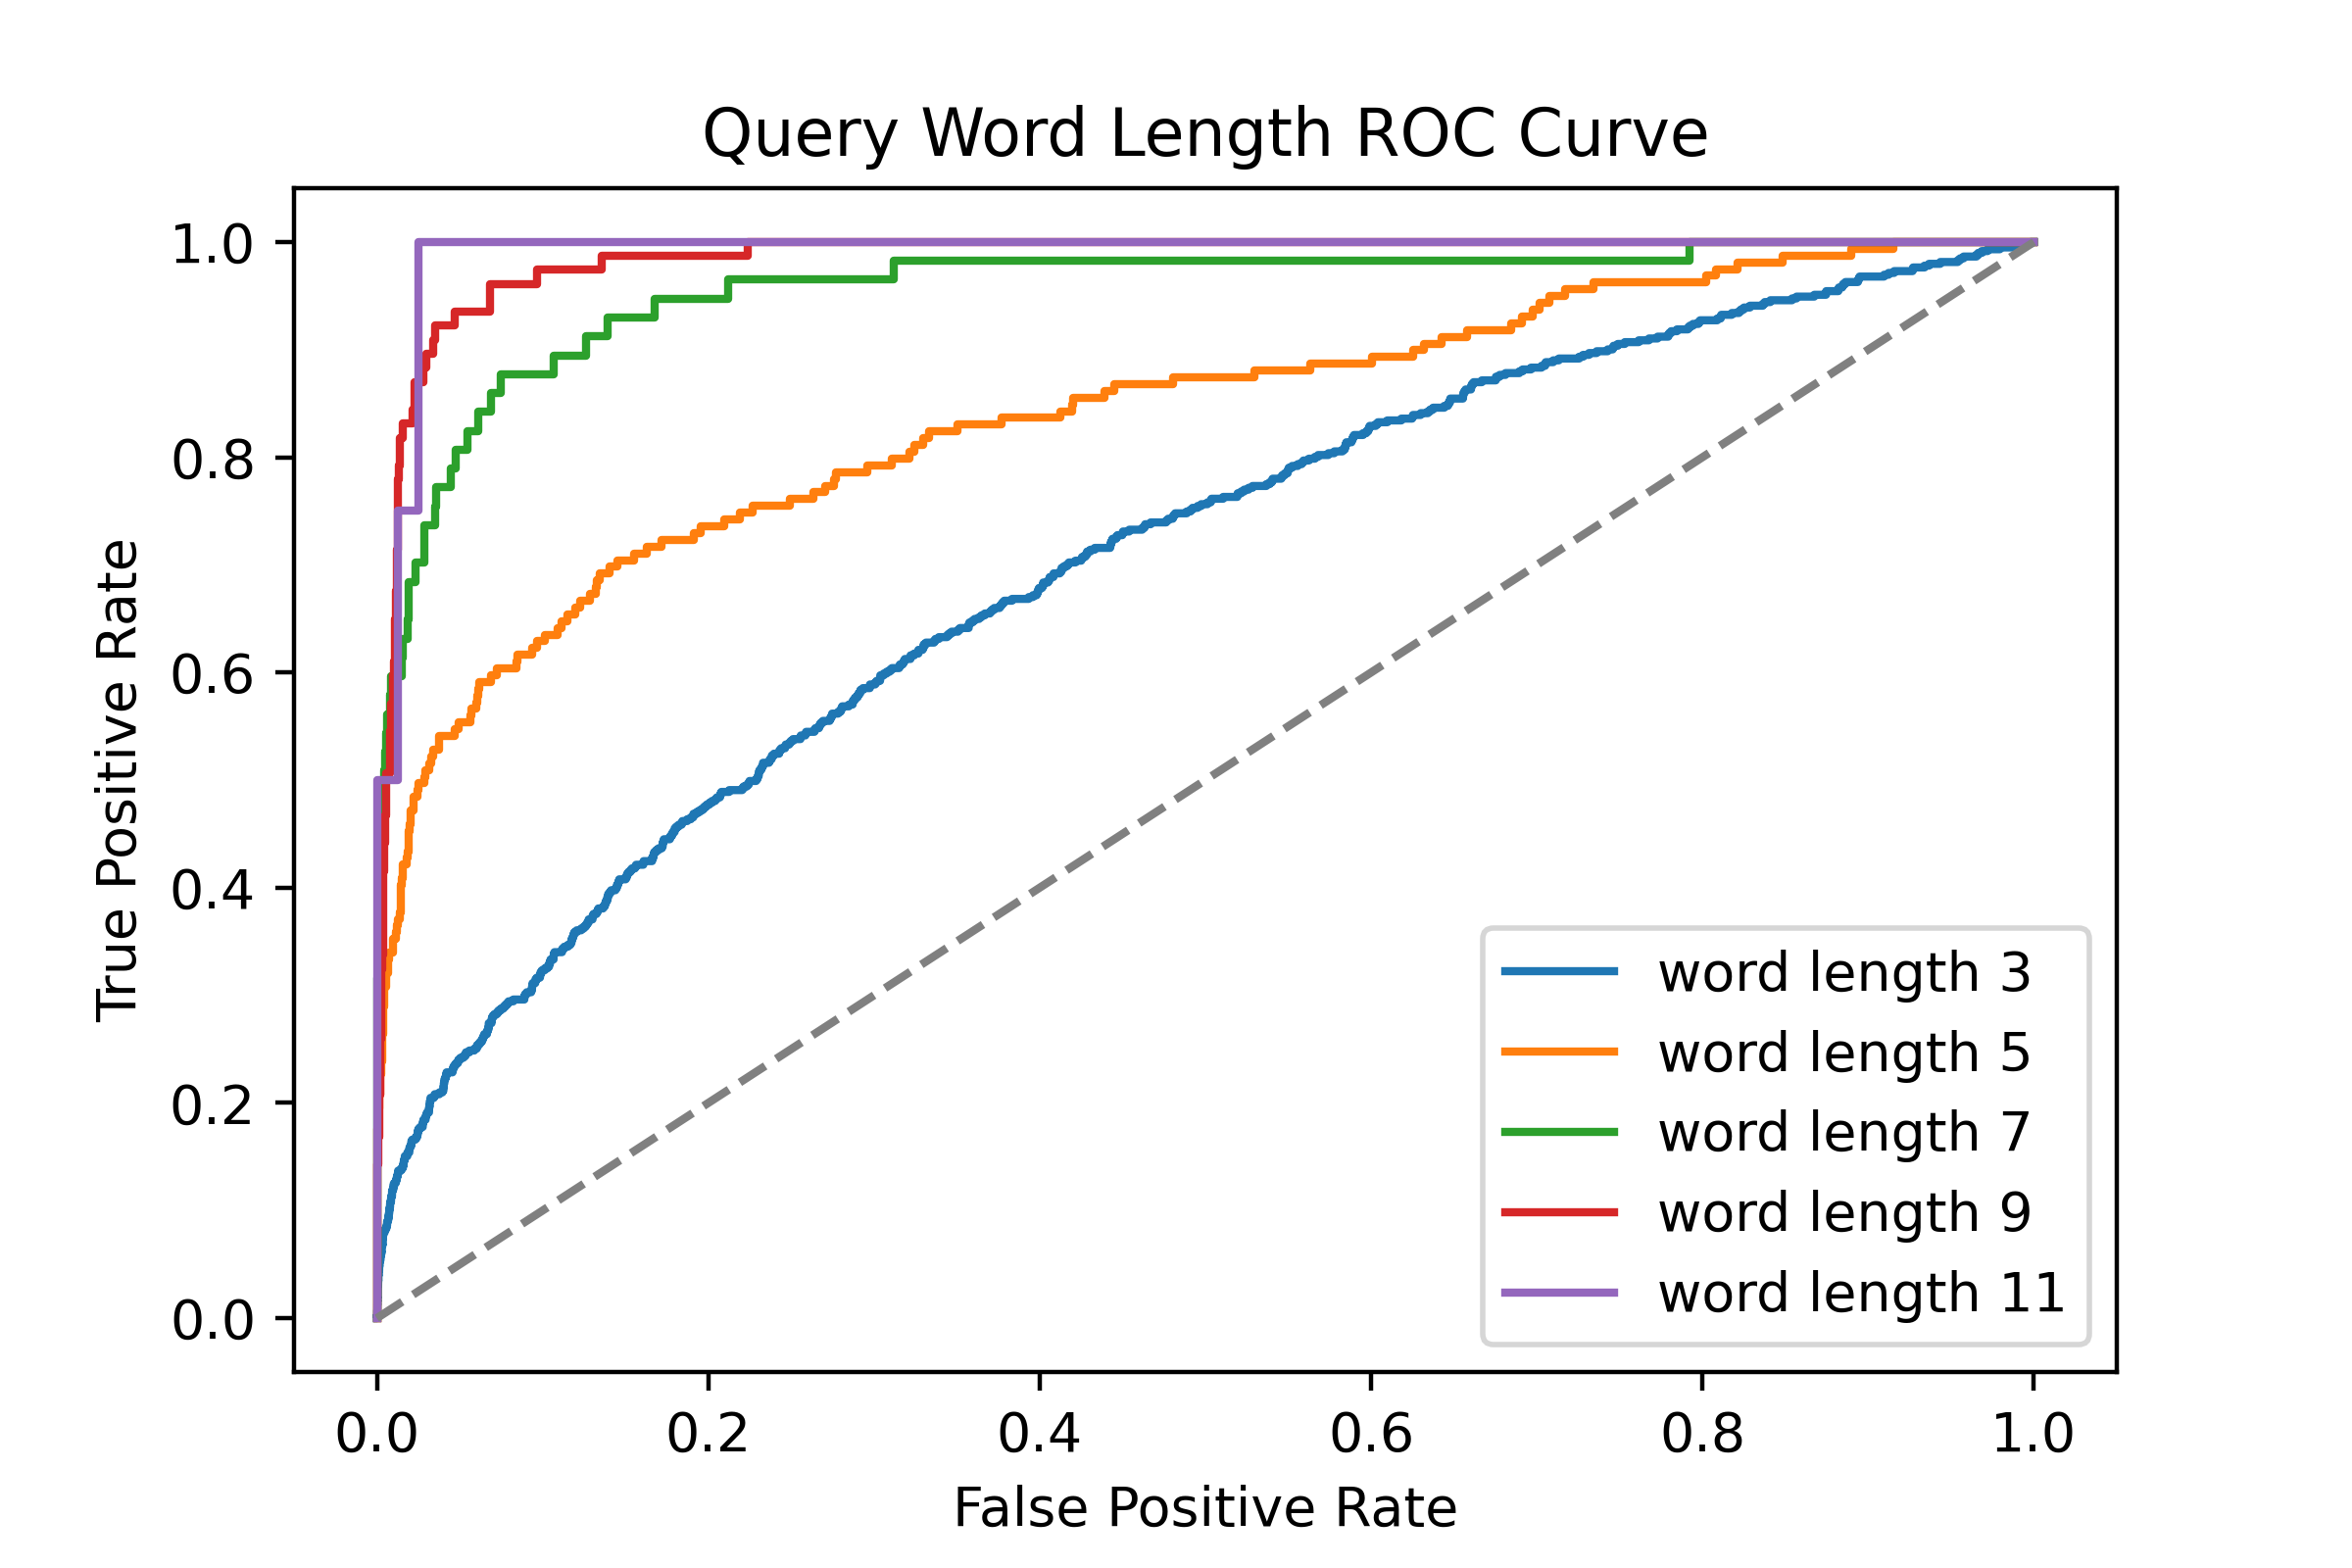 Query Word Length ROC Curve
True Positive Rate
1.0
0.8
0.6
0.4
0.2
0.0
word length 3
word length 5
word length 7
word length 9
word length 11
0.0 0.2 0.4 0.6 0.8 1.0
False Positive Rate